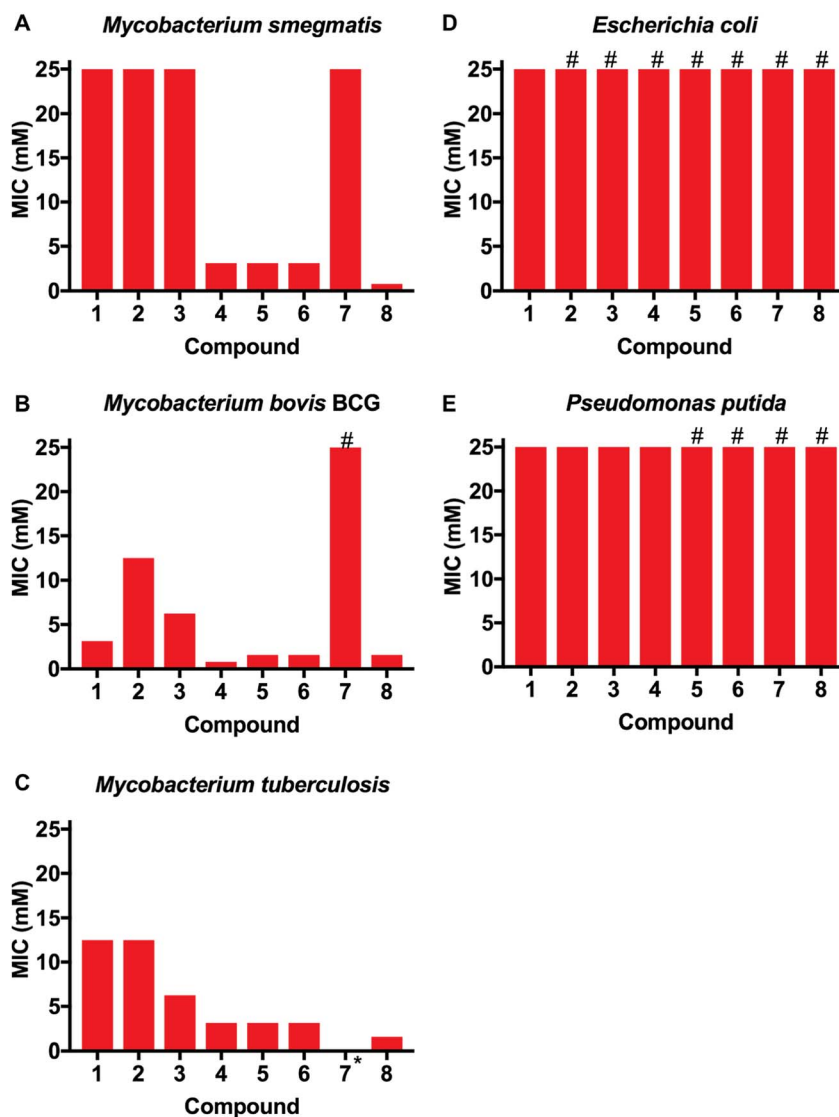 A
Mycobacterium smegmatis
MIC (mM)
25
20
15
10
5
0
1 2 3 4 5 6 7 8
Compound
B
Mycobacterium bovis BCG
#
MIC (mM)
25
20
15
10
5
0
1 2 3 4 5 6 7 8
Compound
C
Mycobacterium tuberculosis
MIC (mM)
25
20
15
10
5
0
1 2 3 4 5 6 7* 8
Compound
D
Escherichia coli
# # # # # # #
MIC (mM)
25
20
15
10
5
0
1 2 3 4 5 6 7 8
Compound
E
Pseudomonas putida
# # # #
MIC (mM)
25
20
15
10
5
0
1 2 3 4 5 6 7 8
Compound